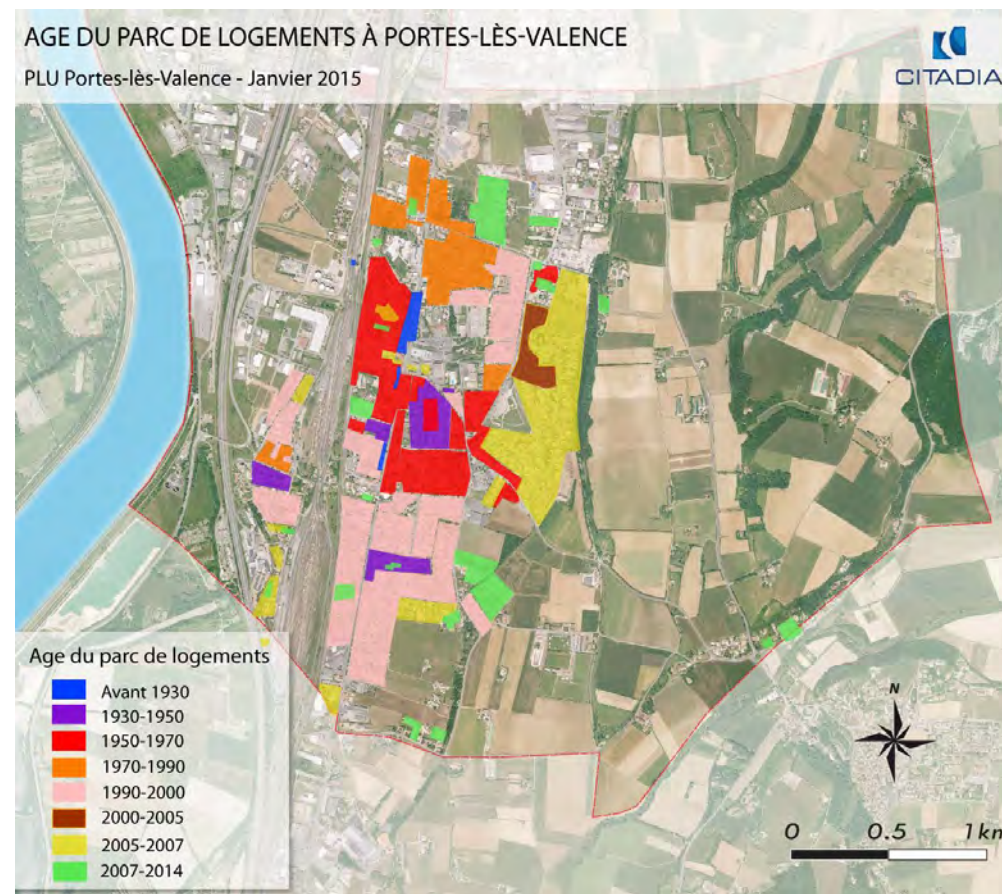 AGE DU PARC DE LOGEMENTS À PORTES-LÈS-VALENCE
PLU Portes-lès-Valence - Janvier 2015
CITADIA
Age du parc de logements
Avant 1930
1930-1950
1950-1970
1970-1990
1990-2000
2000-2005
2005-2007
2007-2014
N
0 0.5 1 km